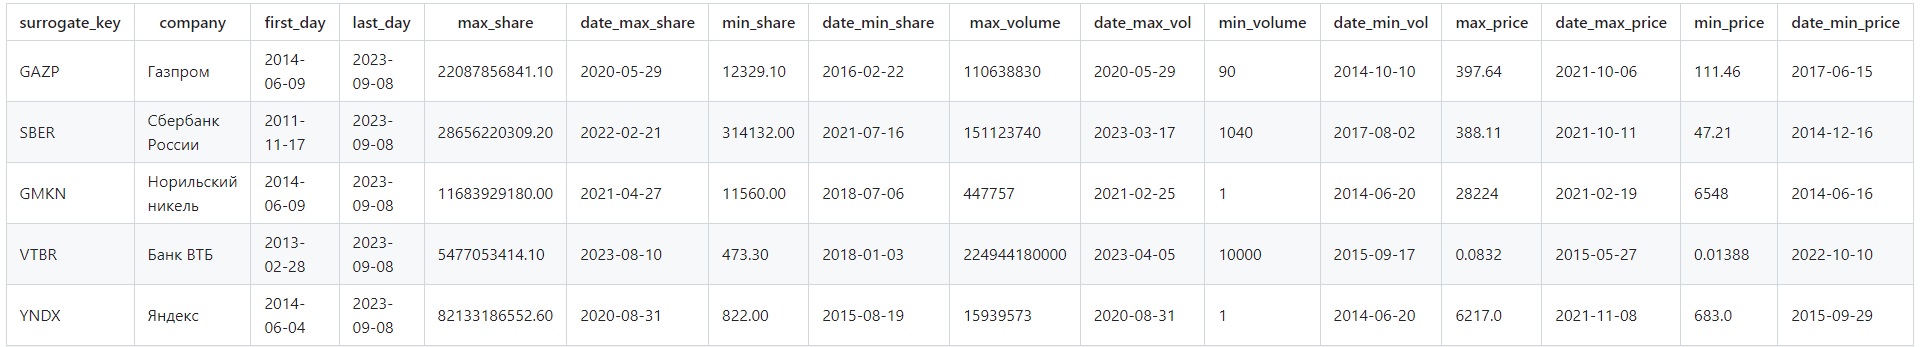 surrogate_key company first_day last_day max_share date_max_share min_share date_min_share max_volume date_max_vol min_volume date_min_vol max_price date_max_price min_price date_min_price
GAZP Газпром 2014-06-09 2023-09-08 22087856841.10 2020-05-29 12329.10 2016-02-22 110638830 2020-05-29 90 2014-10-10 397.64 2021-10-06 111.46 2017-06-15
SBER Сбербанк России 2011-11-17 2023-09-08 28656220309.20 2022-02-21 314132.00 2021-07-16 151123740 2023-03-17 1040 2017-08-02 388.11 2021-10-11 47.21 2014-12-16
GMKN Норильский никель 2014-06-09 2023-09-08 11683929180.00 2021-04-27 11560.00 2018-07-06 447757 2021-02-25 1 2014-06-20 28224 2021-02-19 6548 2014-06-16
VTBR Банк ВТБ 2013-02-28 2023-09-08 5477053414.10 2023-08-10 473.30 2018-01-03 224944180000 2023-04-05 10000 2015-09-17 0.0832 2015-05-27 0.01388 2022-10-10
YNDX Яндекс 2014-06-04 2023-09-08 82133186552.60 2020-08-31 822.00 2015-08-19 15939573 2020-08-31 1 2014-06-20 6217.0 2021-11-08 683.0 2015-09-29